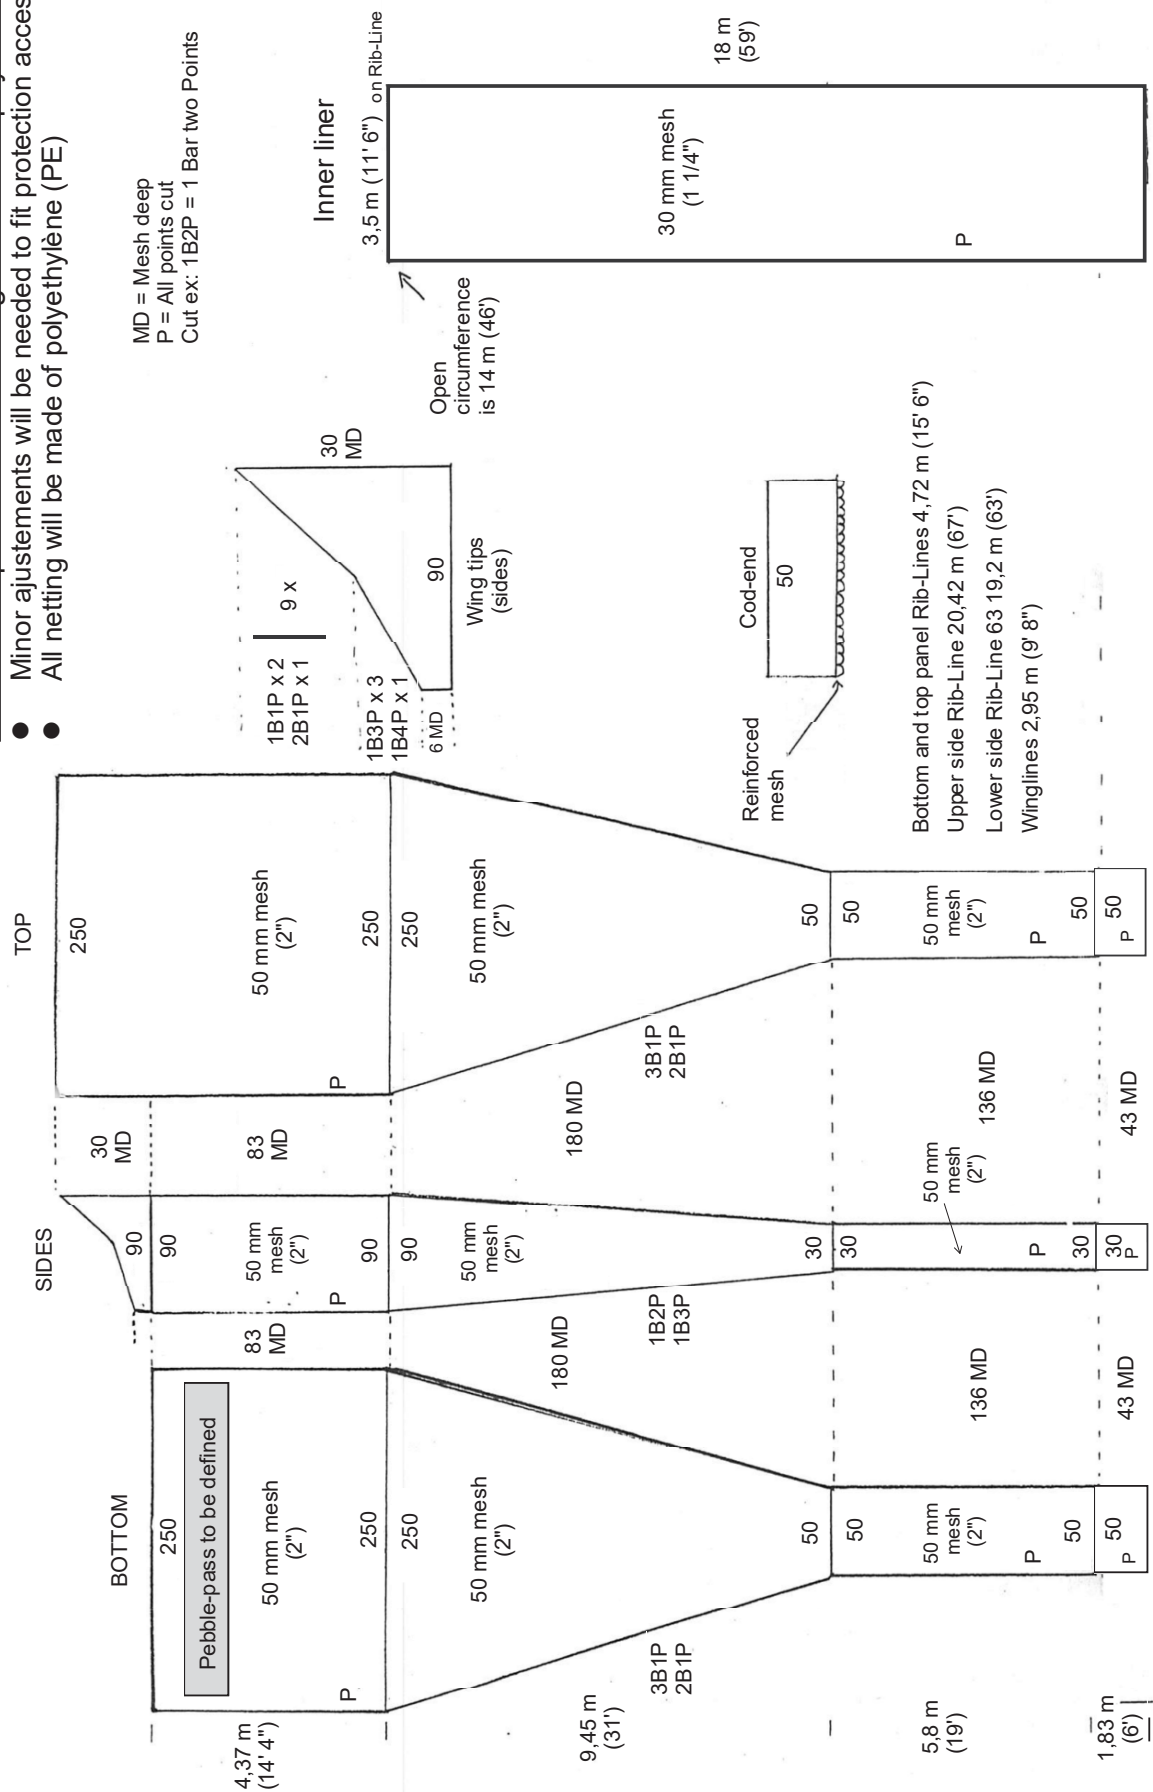 Minor ajustements will be needed to fit protection acces
All netting will be made of polyethylène (PE)
BOTTOM
SIDES
TOP
4,37 m
(14' 4")
9,45 m
(31')
5,8 m
(19')
1,83 m
(6')
250
Pebble-pass to be defined
50 mm mesh
(2")
P
250
250
50 mm mesh
(2")
3B1P
2B1P
50
50
50 mm
mesh
(2")
P
50
50
P
83
MD
180 MD
136 MD
43 MD
90
90
50 mm
mesh
(2")
P
90
90
50 mm
mesh
(2")
1B2P
1B3P
30
30
50 mm
mesh
(2")
P
30
30
P
30
MD
83
MD
180 MD
136 MD
43 MD
250
50 mm mesh
(2")
P
250
250
50 mm mesh
(2")
3B1P
2B1P
50
50
50 mm
mesh
(2")
P
50
50
P
1B1P x 2
2B1P x 1
9 x
1B3P x 3
1B4P x 1
6 MD
30
MD
90
Wing tips
(sides)
Cod-end
50
Reinforced
mesh
Bottom and top panel Rib-Lines 4,72 m (15' 6")
Upper side Rib-Line 20,42 m (67')
Lower side Rib-Line 63 19,2 m (63')
Winglines 2,95 m (9' 8")
MD = Mesh deep
P = All points cut
Cut ex: 1B2P = 1 Bar two Points
Inner liner
3,5 m (11' 6") on Rib-Line
Open
circumference
is 14 m (46')
30 mm mesh
(1 1/4")
P
18 m
(59')